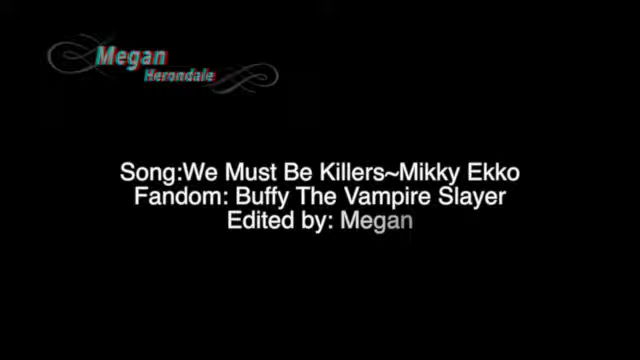 Megan
Herondale
Song:We Must Be Killers~Mikky Ekko
Fandom: Buffy The Vampire Slayer
Edited by: Megan